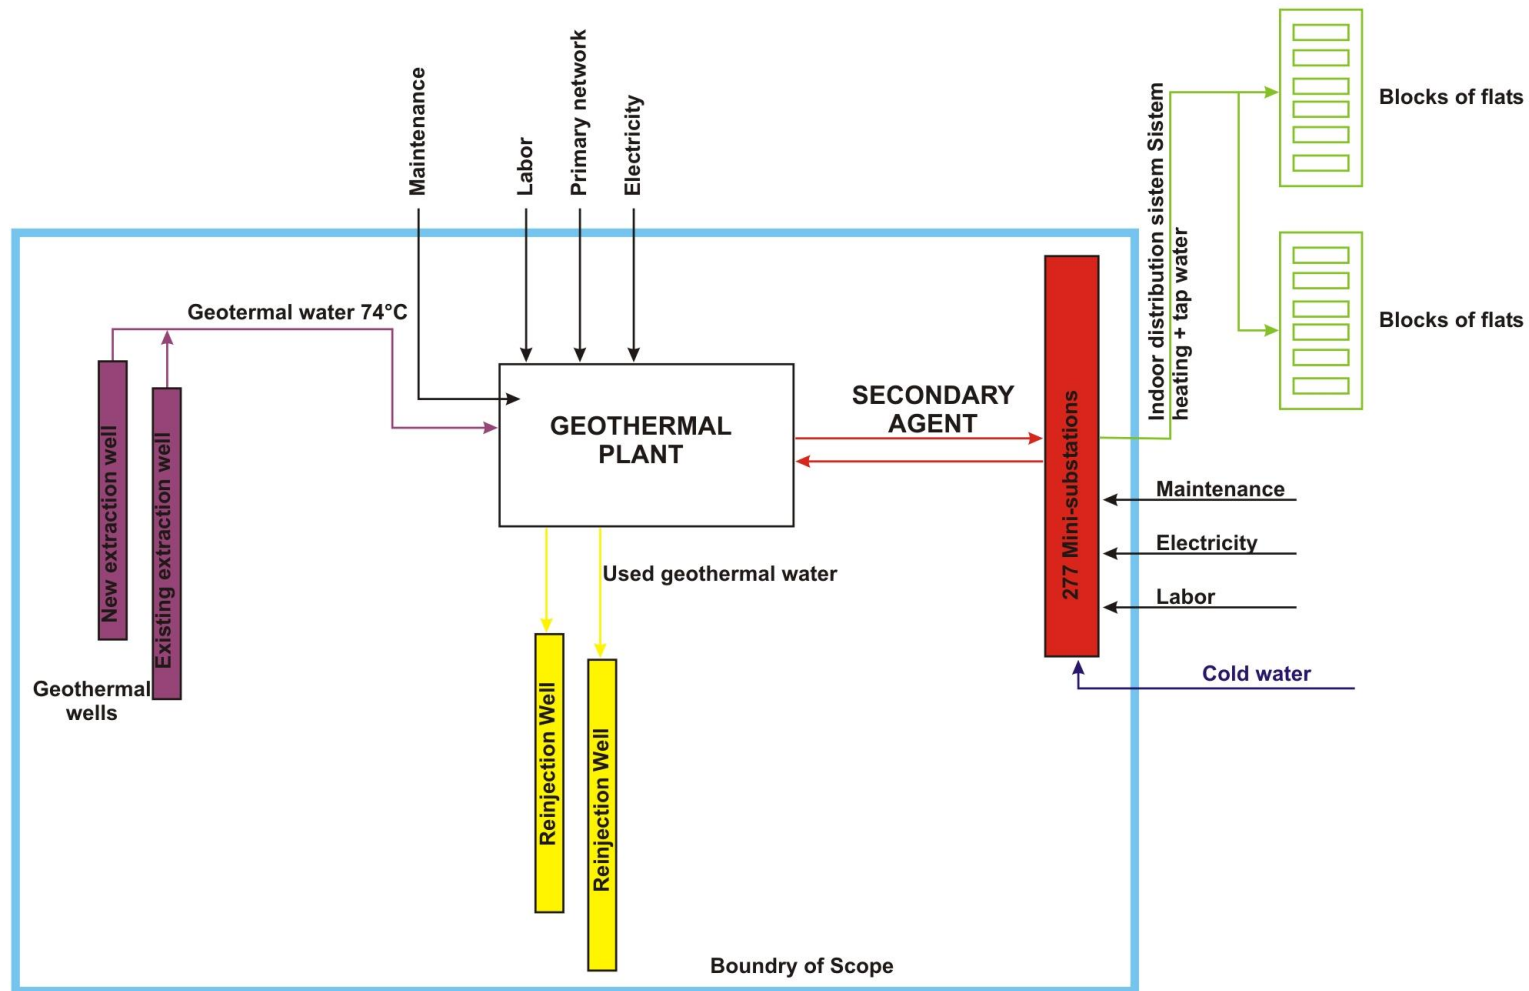 Maintenance
Labor
Primary network
Electricity
Indoor distribution sistem Sistem
heating + tap water
Blocks of flats
Blocks of flats
Geotermal water 74°C
New extraction well
Existing extraction well
Geothermal
wells
GEOTHERMAL
PLANT
SECONDARY
AGENT
277 Mini-substations
Maintenance
Electricity
Labor
Cold water
Used geothermal water
Reinjection Well
Reinjection Well
Boundry of Scope